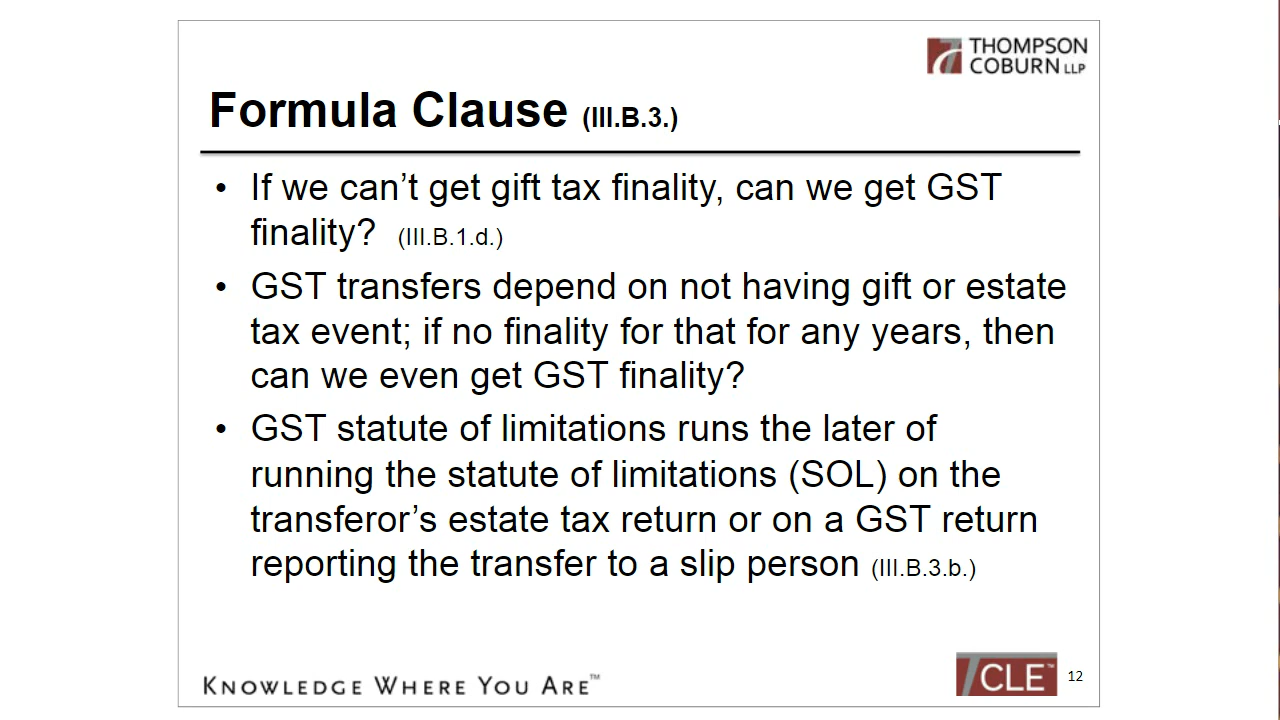 THOMPSON
COBURN LLP
Formula Clause (III.B.3.)
• If we can’t get gift tax finality, can we get GST
finality? (III.B.1.d.)
• GST transfers depend on not having gift or estate
tax event; if no finality for that for any years, then
can we even get GST finality?
• GST statute of limitations runs the later of
running the statute of limitations (SOL) on the
transferor’s estate tax return or on a GST return
reporting the transfer to a slip person (III.B.3.b.)
KNOWLEDGE WHERE YOU ARE™
CLE™
12